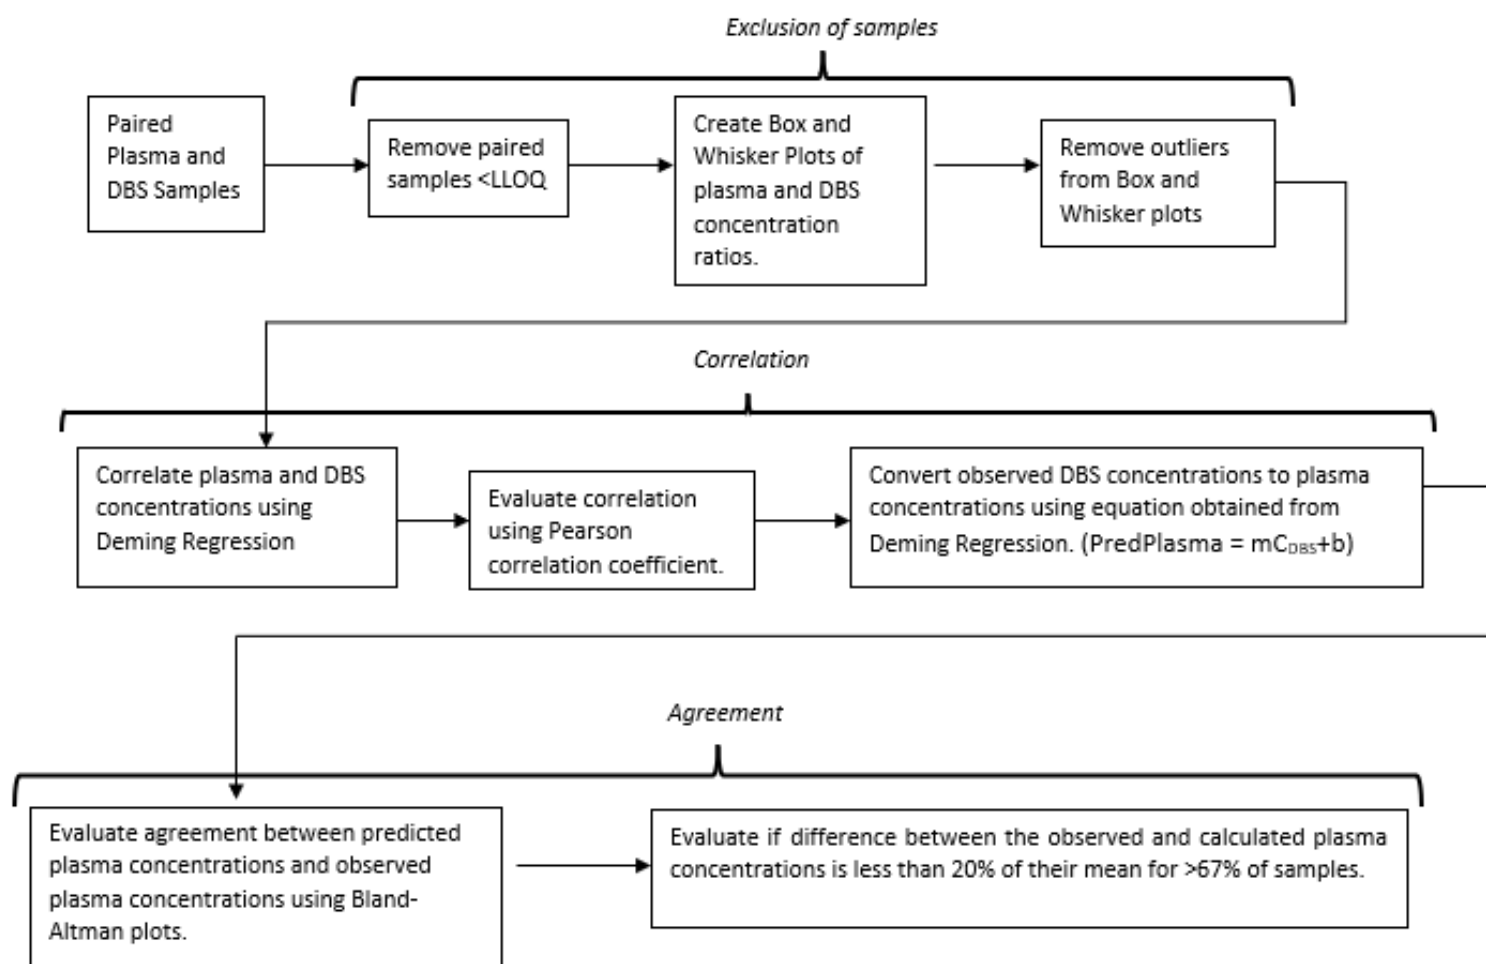 Exclusion of samples
Paired
Plasma and
DBS Samples
Remove paired
samples <LLOQ
Create Box and
Whisker Plots of
plasma and DBS
concentration
ratios.
Remove outliers
from Box and
Whisker plots
Correlation
Correlate plasma and DBS
concentrations using
Deming Regression
Evaluate correlation
using Pearson
correlation coefficient.
Convert observed DBS concentrations to plasma
concentrations using equation obtained from
Deming Regression. (PredPlasma = mC_DBS+b)
Agreement
Evaluate agreement between predicted
plasma concentrations and observed
plasma concentrations using Bland-
Altman plots.
Evaluate if difference between the observed and calculated plasma
concentrations is less than 20% of their mean for >67% of samples.